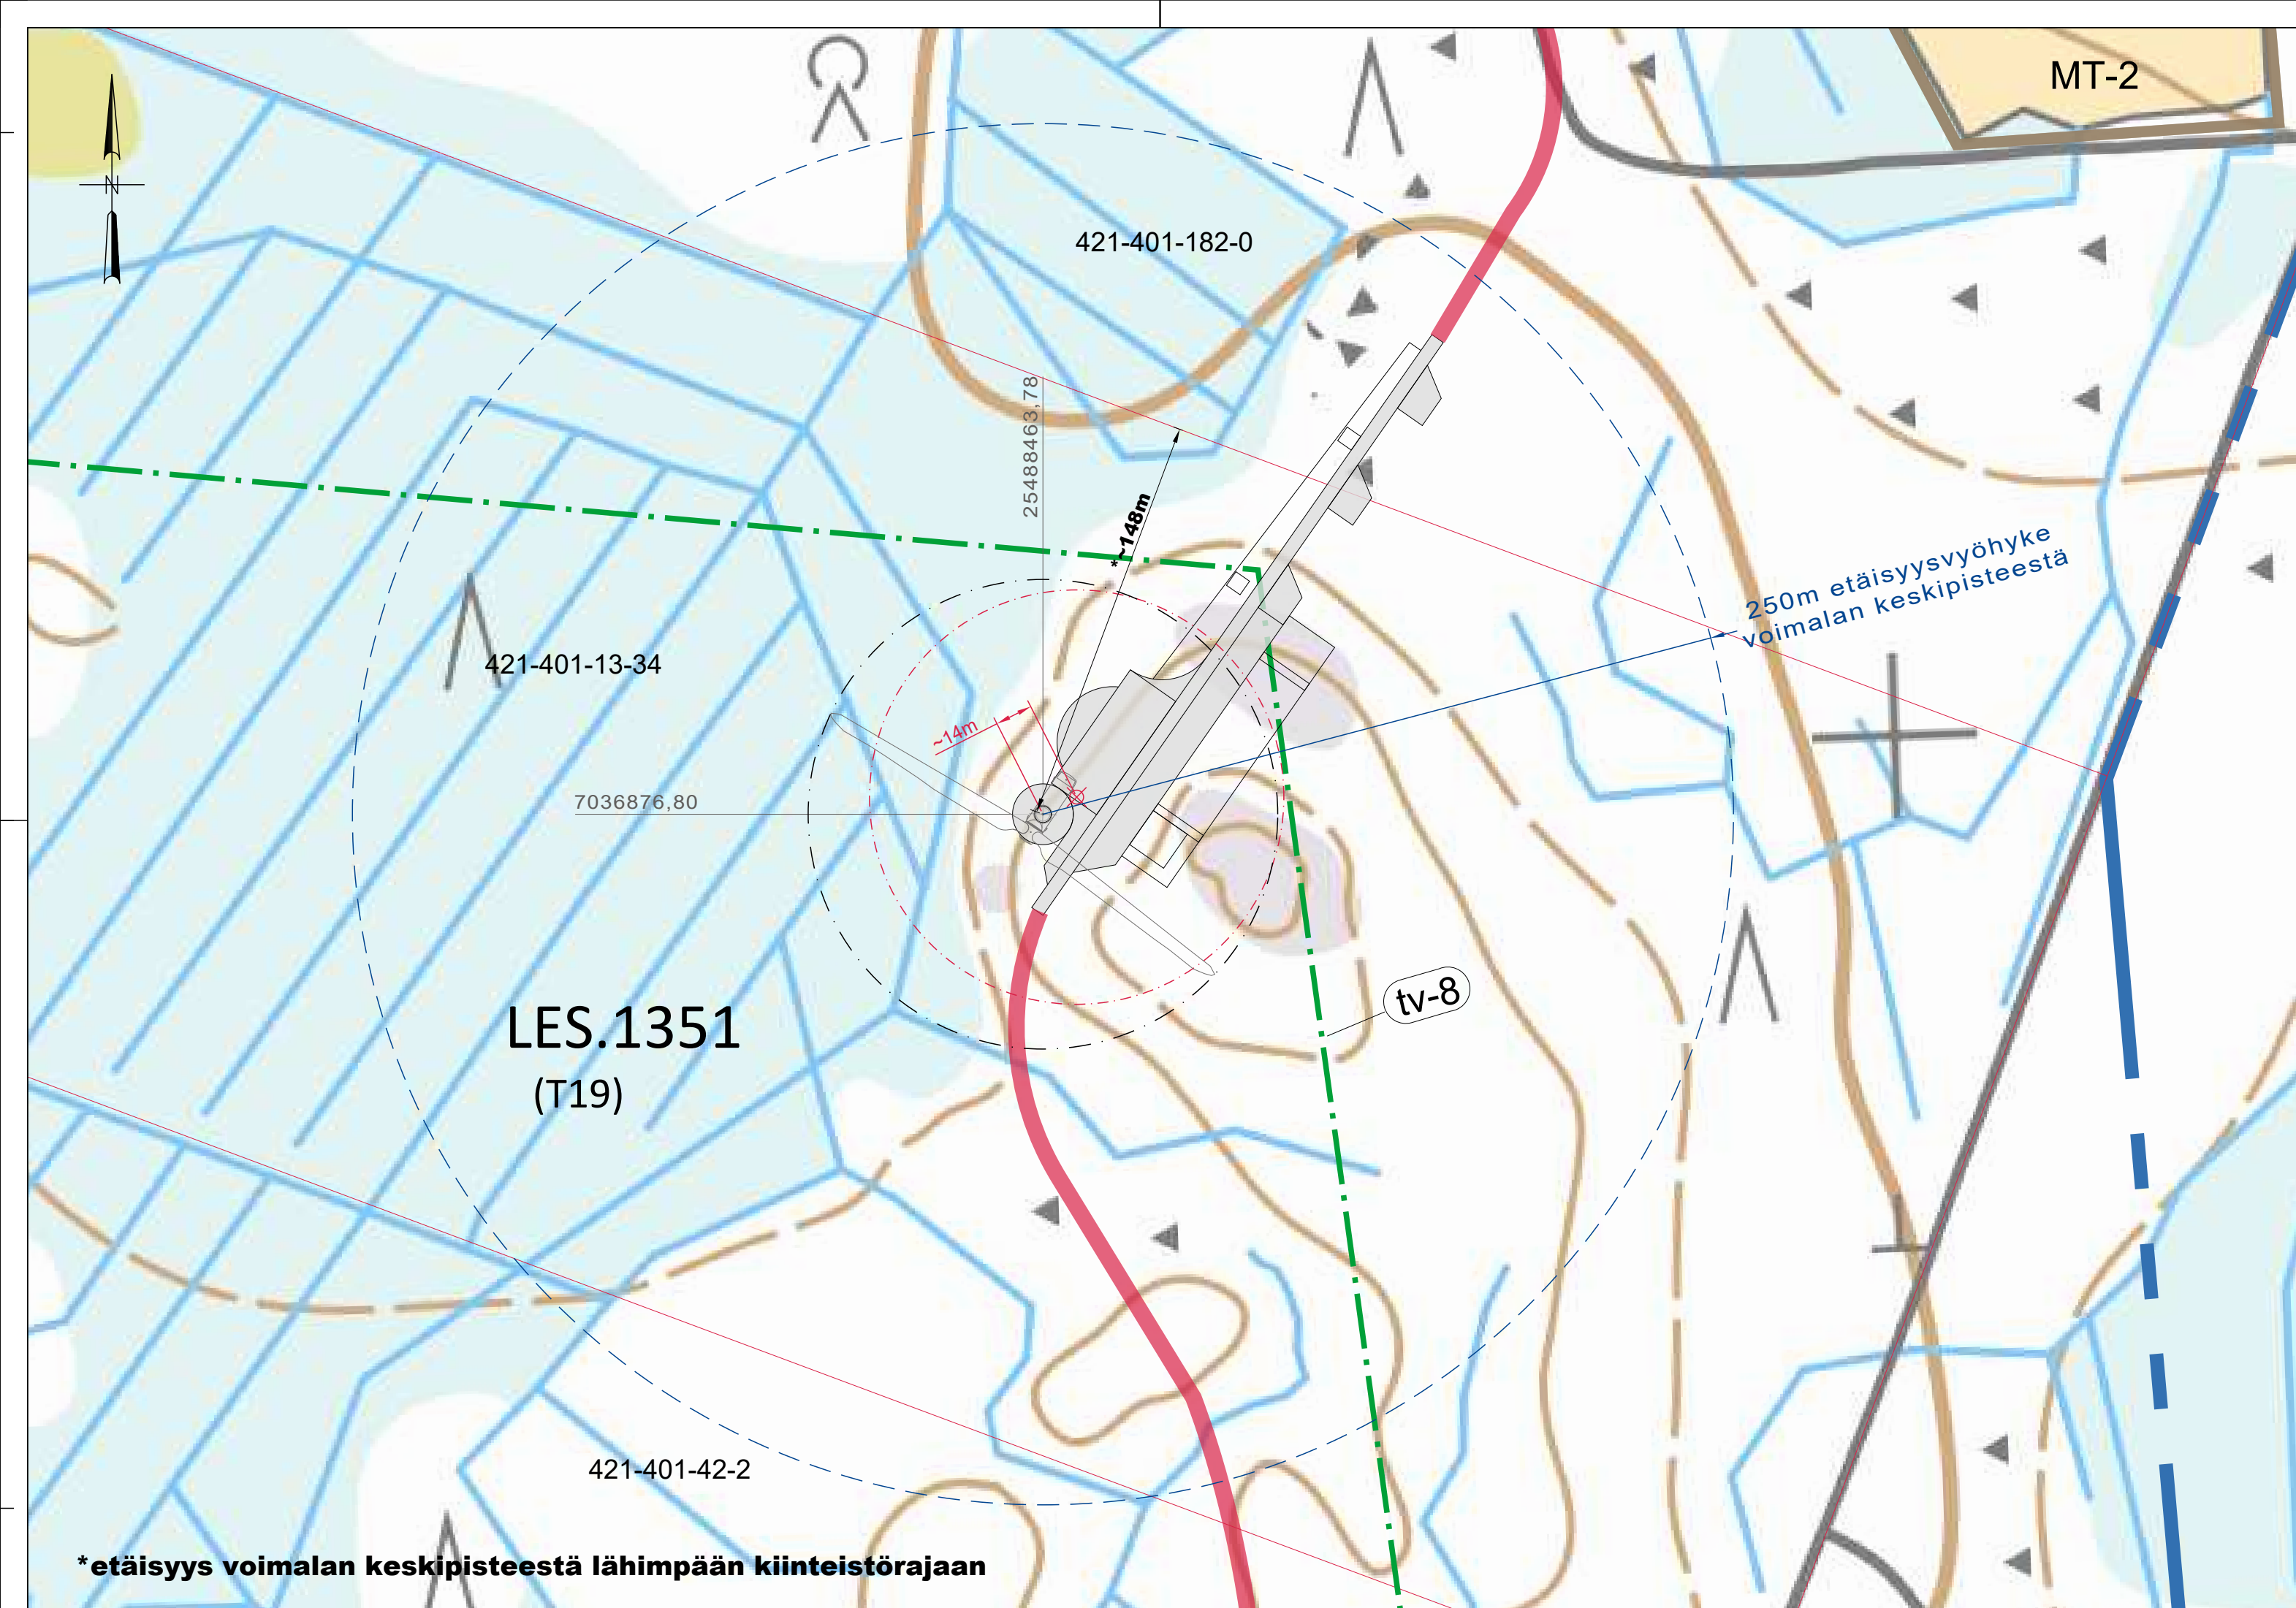 MT-2
N
421-401-182-0
25488463,78
*~148m
250m etäisyysvyöhyke
voimalan keskipisteestä
421-401-13-34
~14m
7036876,80
tv-8
LES.1351
(T19)
421-401-42-2
*etäisyys voimalan keskipisteestä lähimpään kiinteistörajaan